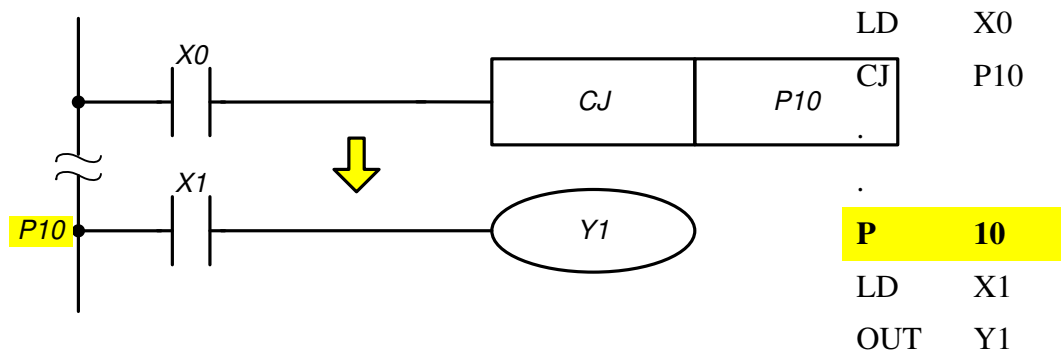 X0
CJ P10
X1
P10 Y1
LD X0
CJ P10
.
.
P 10
LD X1
OUT Y1